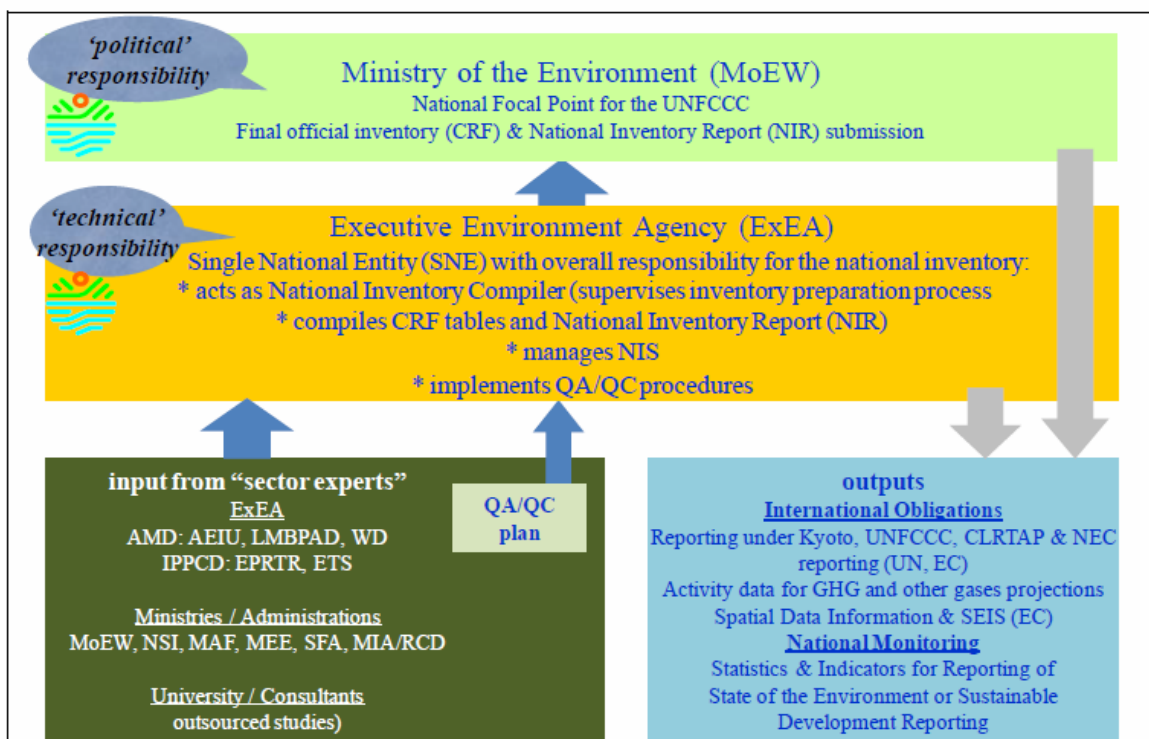 ‘political’
responsibility
Ministry of the Environment (MoEW)
National Focal Point for the UNFCCC
Final official inventory (CRF) & National Inventory Report (NIR) submission
‘technical’
responsibility
Executive Environment Agency (ExEA)
Single National Entity (SNE) with overall responsibility for the national inventory:
* acts as National Inventory Compiler (supervises inventory preparation process
* compiles CRF tables and National Inventory Report (NIR)
* manages NIS
* implements QA/QC procedures
input from “sector experts”
ExEA
AMD: AEIU, LMBPAD, WD
IPPCD: EPRTR, ETS
Ministries / Administrations
MoEW, NSI, MAF, MEE, SFA, MIA/RCD
University / Consultants
outsourced studies)
QA/QC
plan
outputs
International Obligations
Reporting under Kyoto, UNFCCC, CLRTAP & NEC
reporting (UN, EC)
Activity data for GHG and other gases projections
Spatial Data Information & SEIS (EC)
National Monitoring
Statistics & Indicators for Reporting of
State of the Environment or Sustainable
Development Reporting